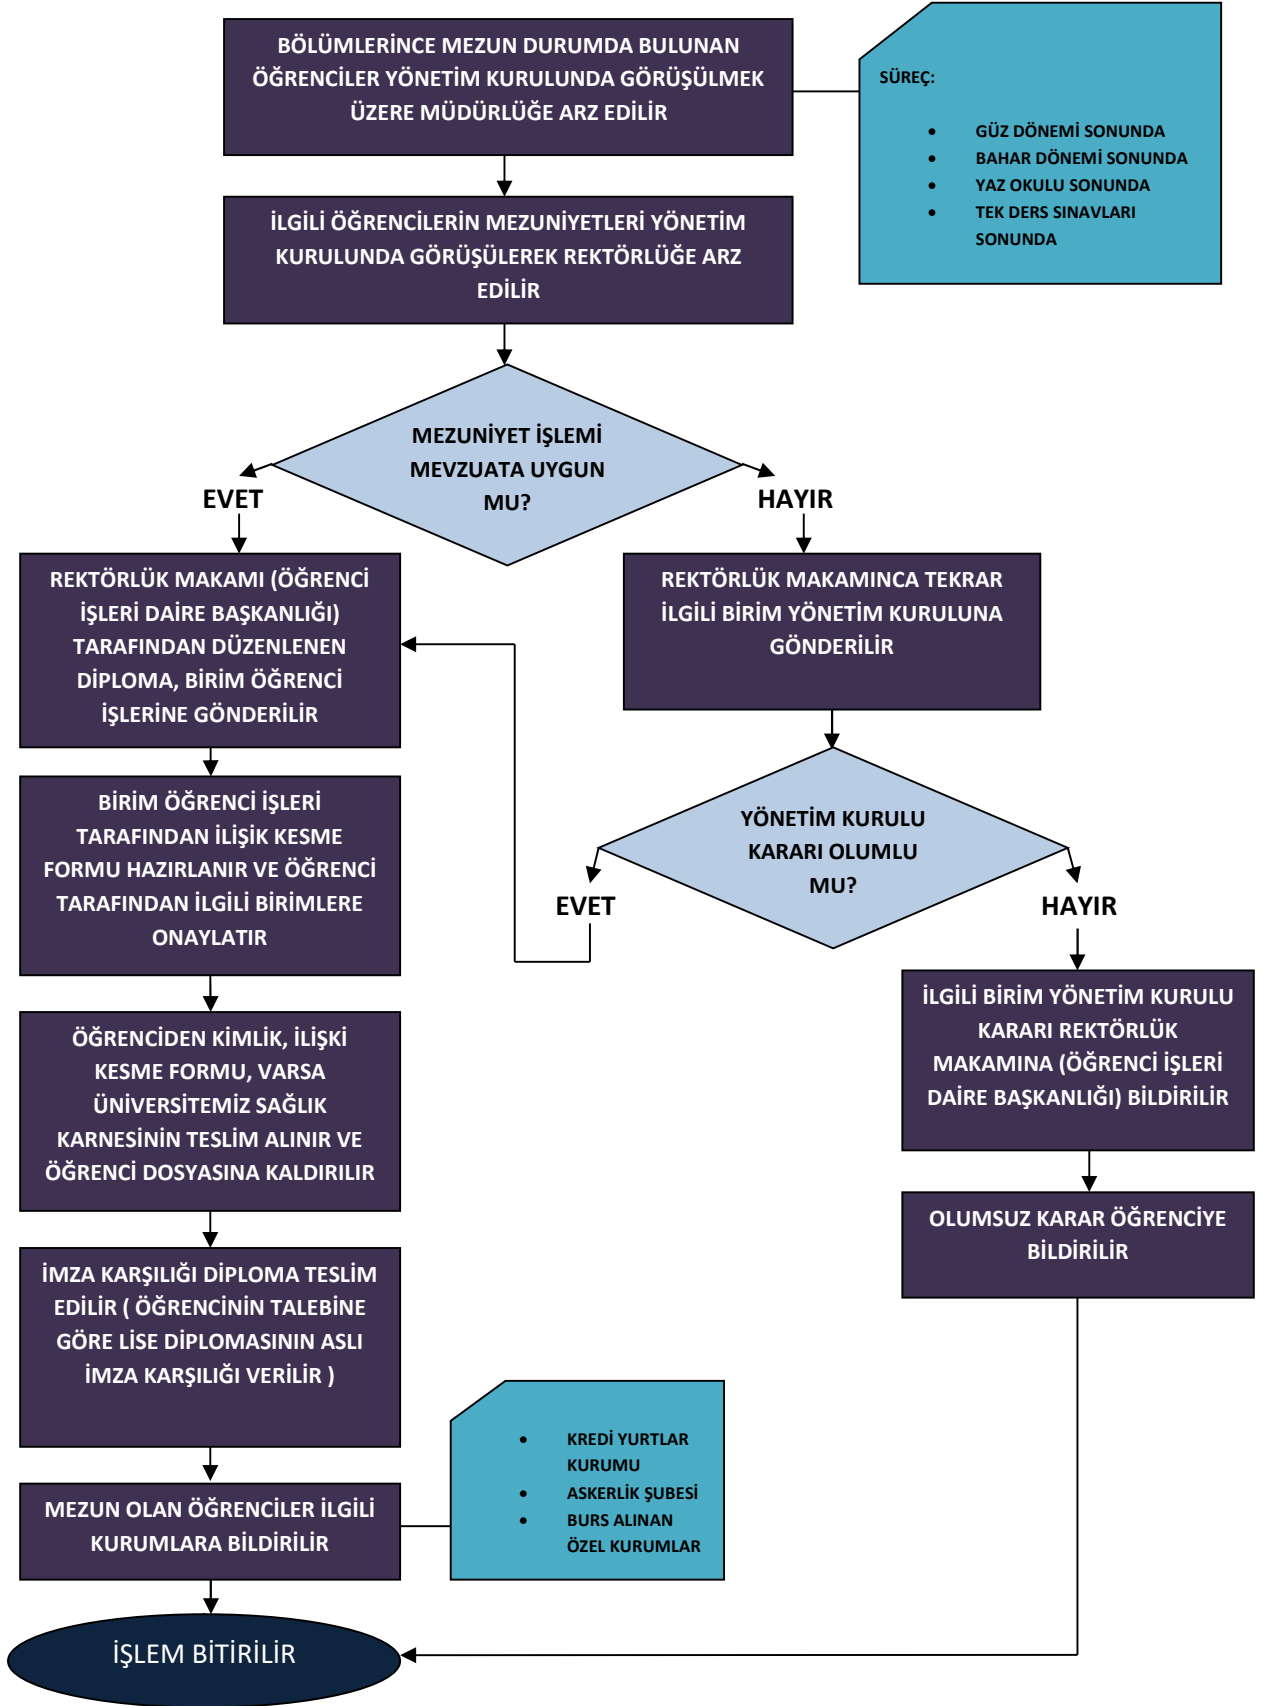 BÖLÜMLERİNCE MEZUN DURUMDA BULUNAN
ÖĞRENCİLER YÖNETİM KURULUNDA GÖRÜŞÜLMEK
ÜZERE MÜDÜRLÜĞE ARZ EDİLİR
SÜREÇ:
• GÜZ DÖNEMİ SONUNDA
• BAHAR DÖNEMİ SONUNDA
• YAZ OKULU SONUNDA
• TEK DERS SINAVLARI
SONUNDA
İLGİLİ ÖĞRENCİLERİN MEZUNİYETLERİ YÖNETİM
KURULUNDA GÖRÜŞÜLEREK REKTÖRLÜĞE ARZ
EDİLİR
MEZUNİYET İŞLEMİ
MEVZUATA UYGUN
MU?
EVET
HAYIR
REKTÖRLÜK MAKAMI (ÖĞRENCİ
İŞLERİ DAİRE BAŞKANLIĞI)
TARAFINDAN DÜZENLENEN
DİPLOMA, BİRİM ÖĞRENCİ
İŞLERİNE GÖNDERİLİR
REKTÖRLÜK MAKAMINCA TEKRAR
İLGİLİ BİRİM YÖNETİM KURULUNA
GÖNDERİLİR
BİRİM ÖĞRENCİ İŞLERİ
TARAFINDAN İLİŞİK KESME
FORMU HAZIRLANIR VE ÖĞRENCİ
TARAFINDAN İLGİLİ BİRİMLERE
ONAYLATIR
YÖNETİM KURULU
KARARI OLUMLU
MU?
EVET
HAYIR
İLGİLİ BİRİM YÖNETİM KURULU
KARARI REKTÖRLÜK
MAKAMINA (ÖĞRENCİ İŞLERİ
DAİRE BAŞKANLIĞI) BİLDİRİLİR
ÖĞRENCİDEN KİMLİK, İLİŞKİ
KESME FORMU, VARSA
ÜNİVERSİTEMİZ SAĞLIK
KARNESİNİN TESLİM ALINIR VE
ÖĞRENCİ DOSYASINA KALDIRILIR
OLUMSUZ KARAR ÖĞRENCİYE
BİLDİRİLİR
İMZA KARŞILIĞI DİPLOMA TESLİM
EDİLİR ( ÖĞRENCİNİN TALEBİNE
GÖRE LİSE DİPLOMASININ ASLI
İMZA KARŞILIĞI VERİLİR )
• KREDİ YURTLAR
KURUMU
• ASKERLİK ŞUBESİ
• BURS ALINAN
ÖZEL KURUMLAR
MEZUN OLAN ÖĞRENCİLER İLGİLİ
KURUMLARA BİLDİRİLİR
İŞLEM BİTİRİLİR